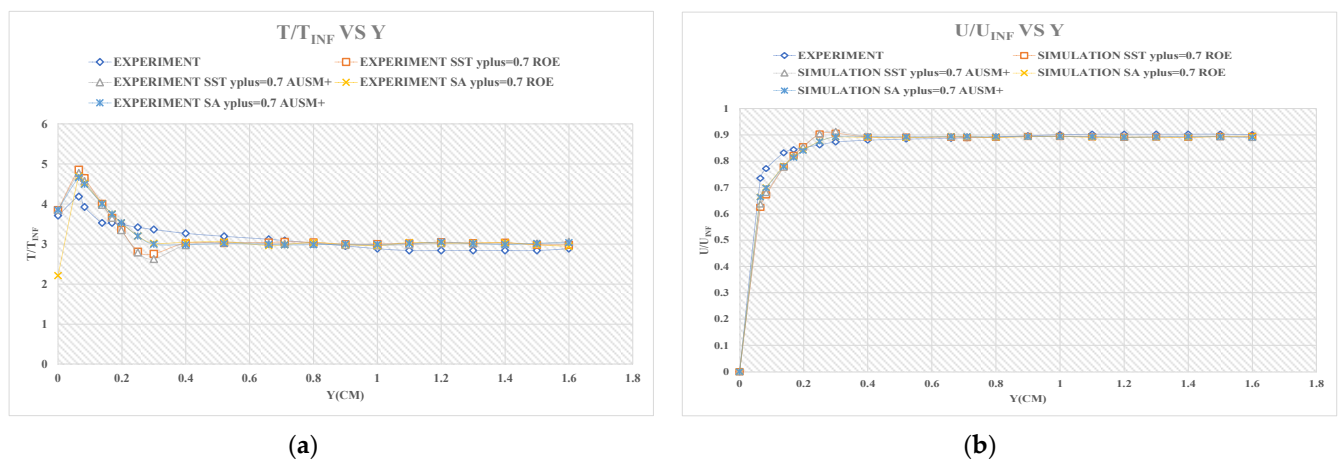 T/T_INF VS Y
EXPERIMENT EXPERIMENT SST yplus=0.7 ROE
EXPERIMENT SST yplus=0.7 AUSM+ EXPERIMENT SA yplus=0.7 ROE
EXPERIMENT SA yplus=0.7 AUSM+
6
5
4
3
2
1
0
T/T_INF
0 0.2 0.4 0.6 0.8 1 1.2 1.4 1.6 1.8
Y(CM)
(a)
U/U_INF VS Y
EXPERIMENT SIMULATION SST yplus=0.7 ROE
SIMULATION SST yplus=0.7 AUSM+ SIMULATION SA yplus=0.7 ROE
SIMULATION SA yplus=0.7 AUSM+
1
0.9
0.8
0.7
0.6
0.5
0.4
0.3
0.2
0.1
0
U/U_INF
0 0.2 0.4 0.6 0.8 1 1.2 1.4 1.6 1.8
Y(CM)
(b)